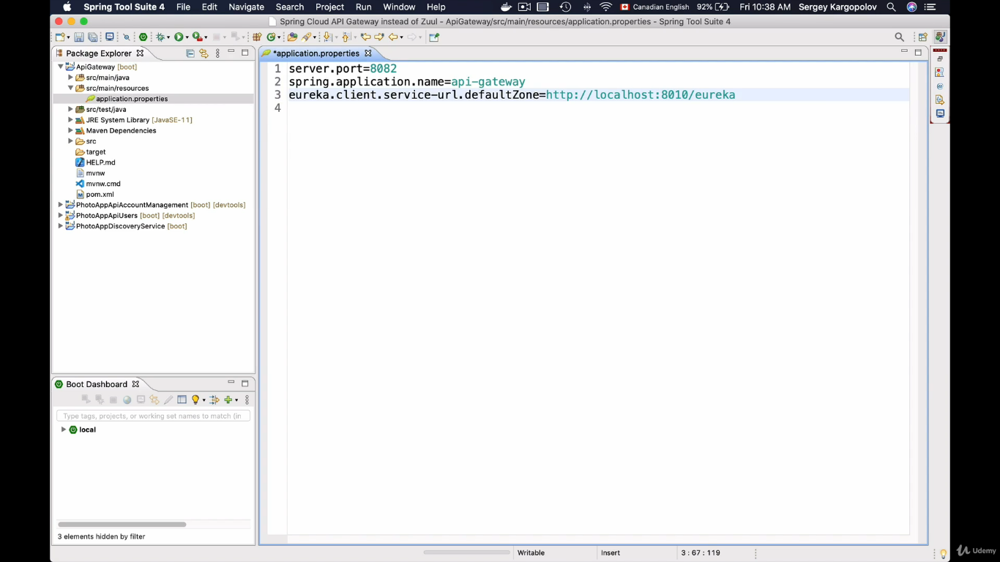 Spring Tool Suite 4 File Edit Navigate Search Project Run Window Help Canadian English 92% Fri 10:38 AM Sergey Kargopolov
Spring Cloud API Gateway instead of Zuul - ApiGateway/src/main/resources/application.properties - Spring Tool Suite 4
Package Explorer
ApiGateway [boot]
src/main/java
src/main/resources
application.properties
src/test/java
JRE System Library [JavaSE-11]
Maven Dependencies
src
target
HELP.md
mvnw
mvnw.cmd
pom.xml
PhotoAppApiAccountManagement [boot] [devtools]
PhotoAppApiUsers [boot] [devtools]
PhotoAppDiscoveryService [boot]
*application.properties
1 server.port=8082
2 spring.application.name=api-gateway
3 eureka.client.service-url.defaultZone=http://localhost:8010/eureka
4
Boot Dashboard
Type tags, projects, or working set names to match (in
local
3 elements hidden by filter
Writable Insert 3 : 67 : 119
Udemy